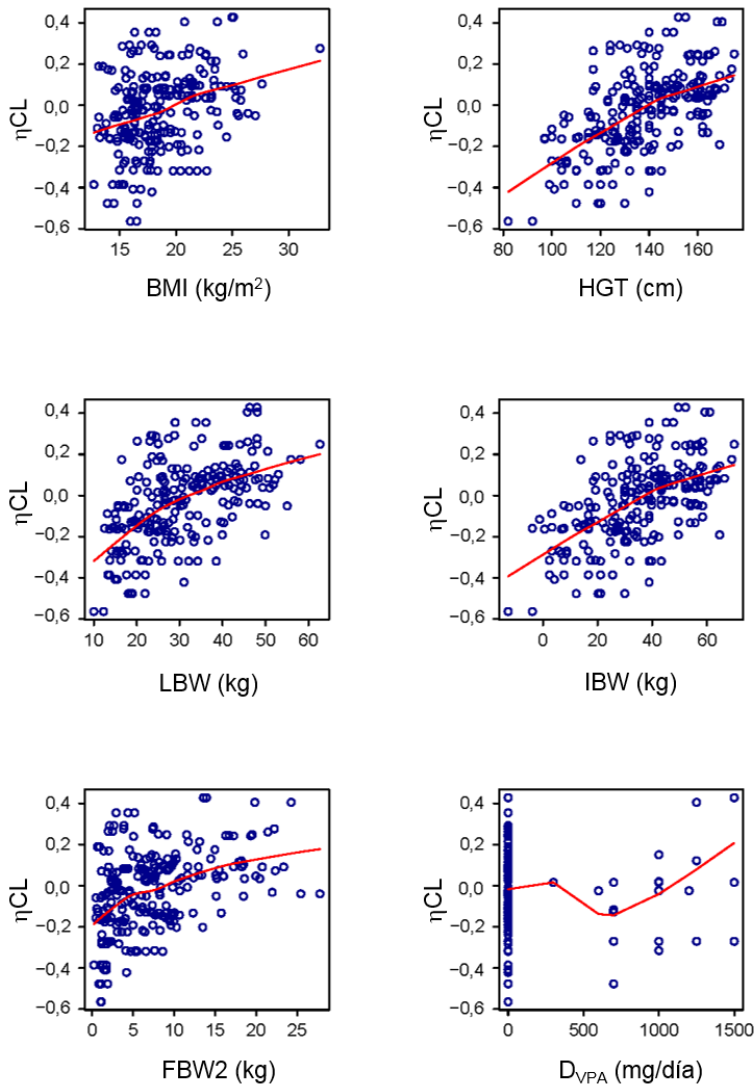 0,4
0,2
0,0
−0,2
−0,4
−0,6
ηCL
15 20 25 30
BMI (kg/m²)
0,4
0,2
0,0
−0,2
−0,4
−0,6
ηCL
80 100 120 140 160
HGT (cm)
0,4
0,2
0,0
−0,2
−0,4
−0,6
ηCL
10 20 30 40 50 60
LBW (kg)
0,4
0,2
0,0
−0,2
−0,4
−0,6
ηCL
0 20 40 60
IBW (kg)
0,4
0,2
0,0
−0,2
−0,4
−0,6
ηCL
0 5 10 15 20 25
FBW2 (kg)
0,4
0,2
0,0
−0,2
−0,4
−0,6
ηCL
0 500 1000 1500
D_VPA (mg/día)